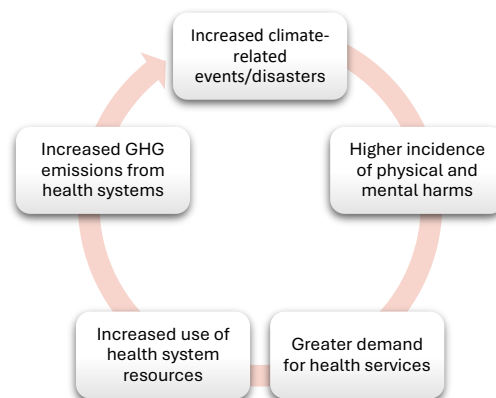 Increased climate-
related
events/disasters
Higher incidence
of physical and
mental harms
Greater demand
for health services
Increased use of
health system
resources
Increased GHG
emissions from
health systems